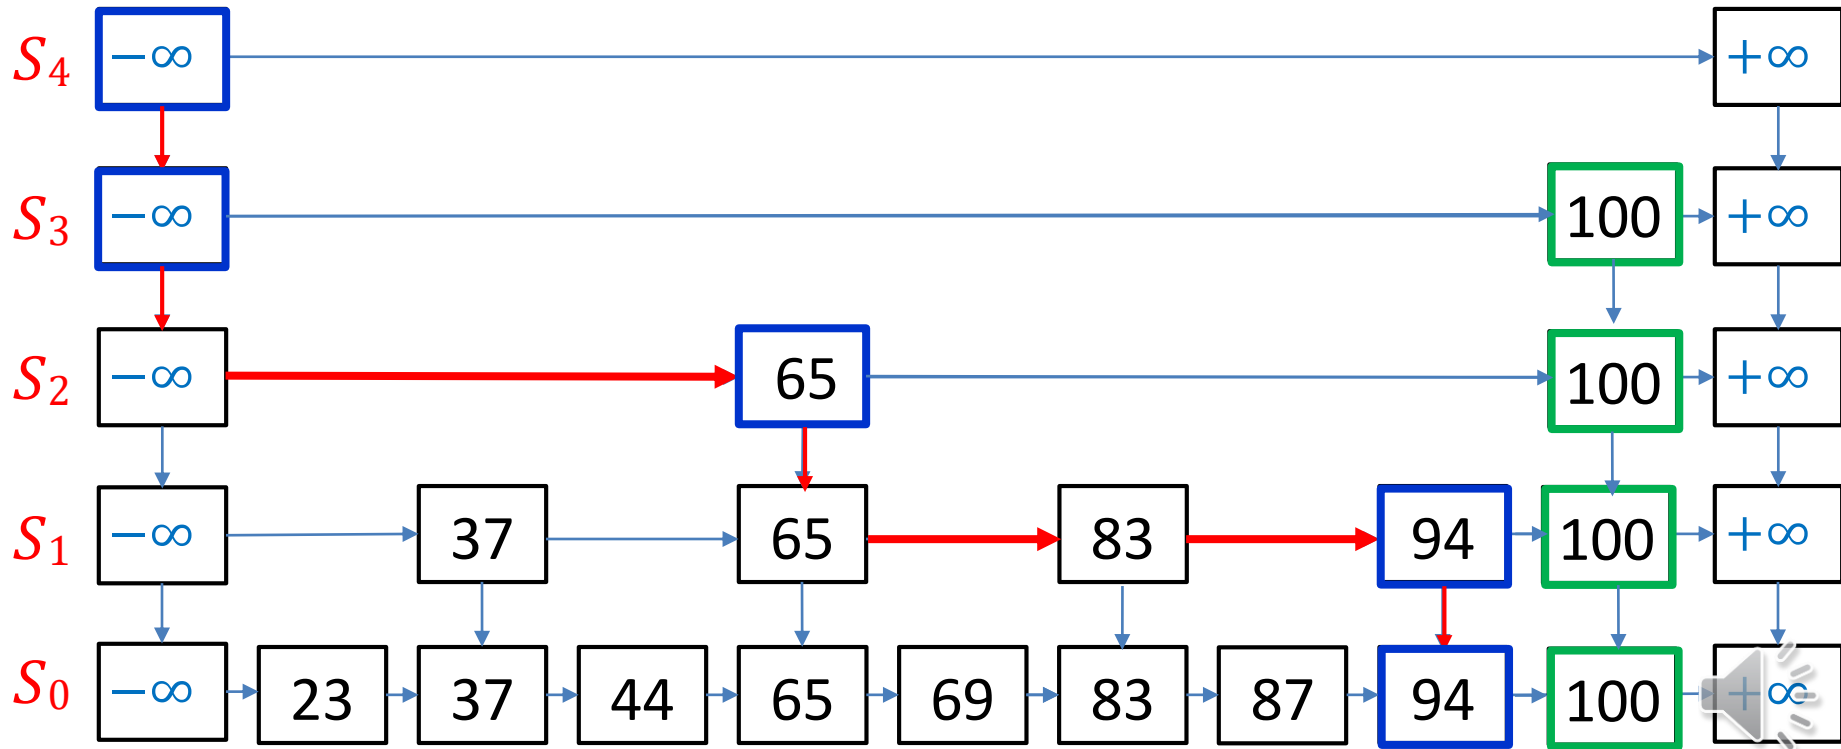 S4 −∞ +∞
S3 −∞ 100 +∞
S2 −∞ 65 100 +∞
S1 −∞ 37 65 83 94 100 +∞
S0 −∞ 23 37 44 65 69 83 87 94 100 +∞